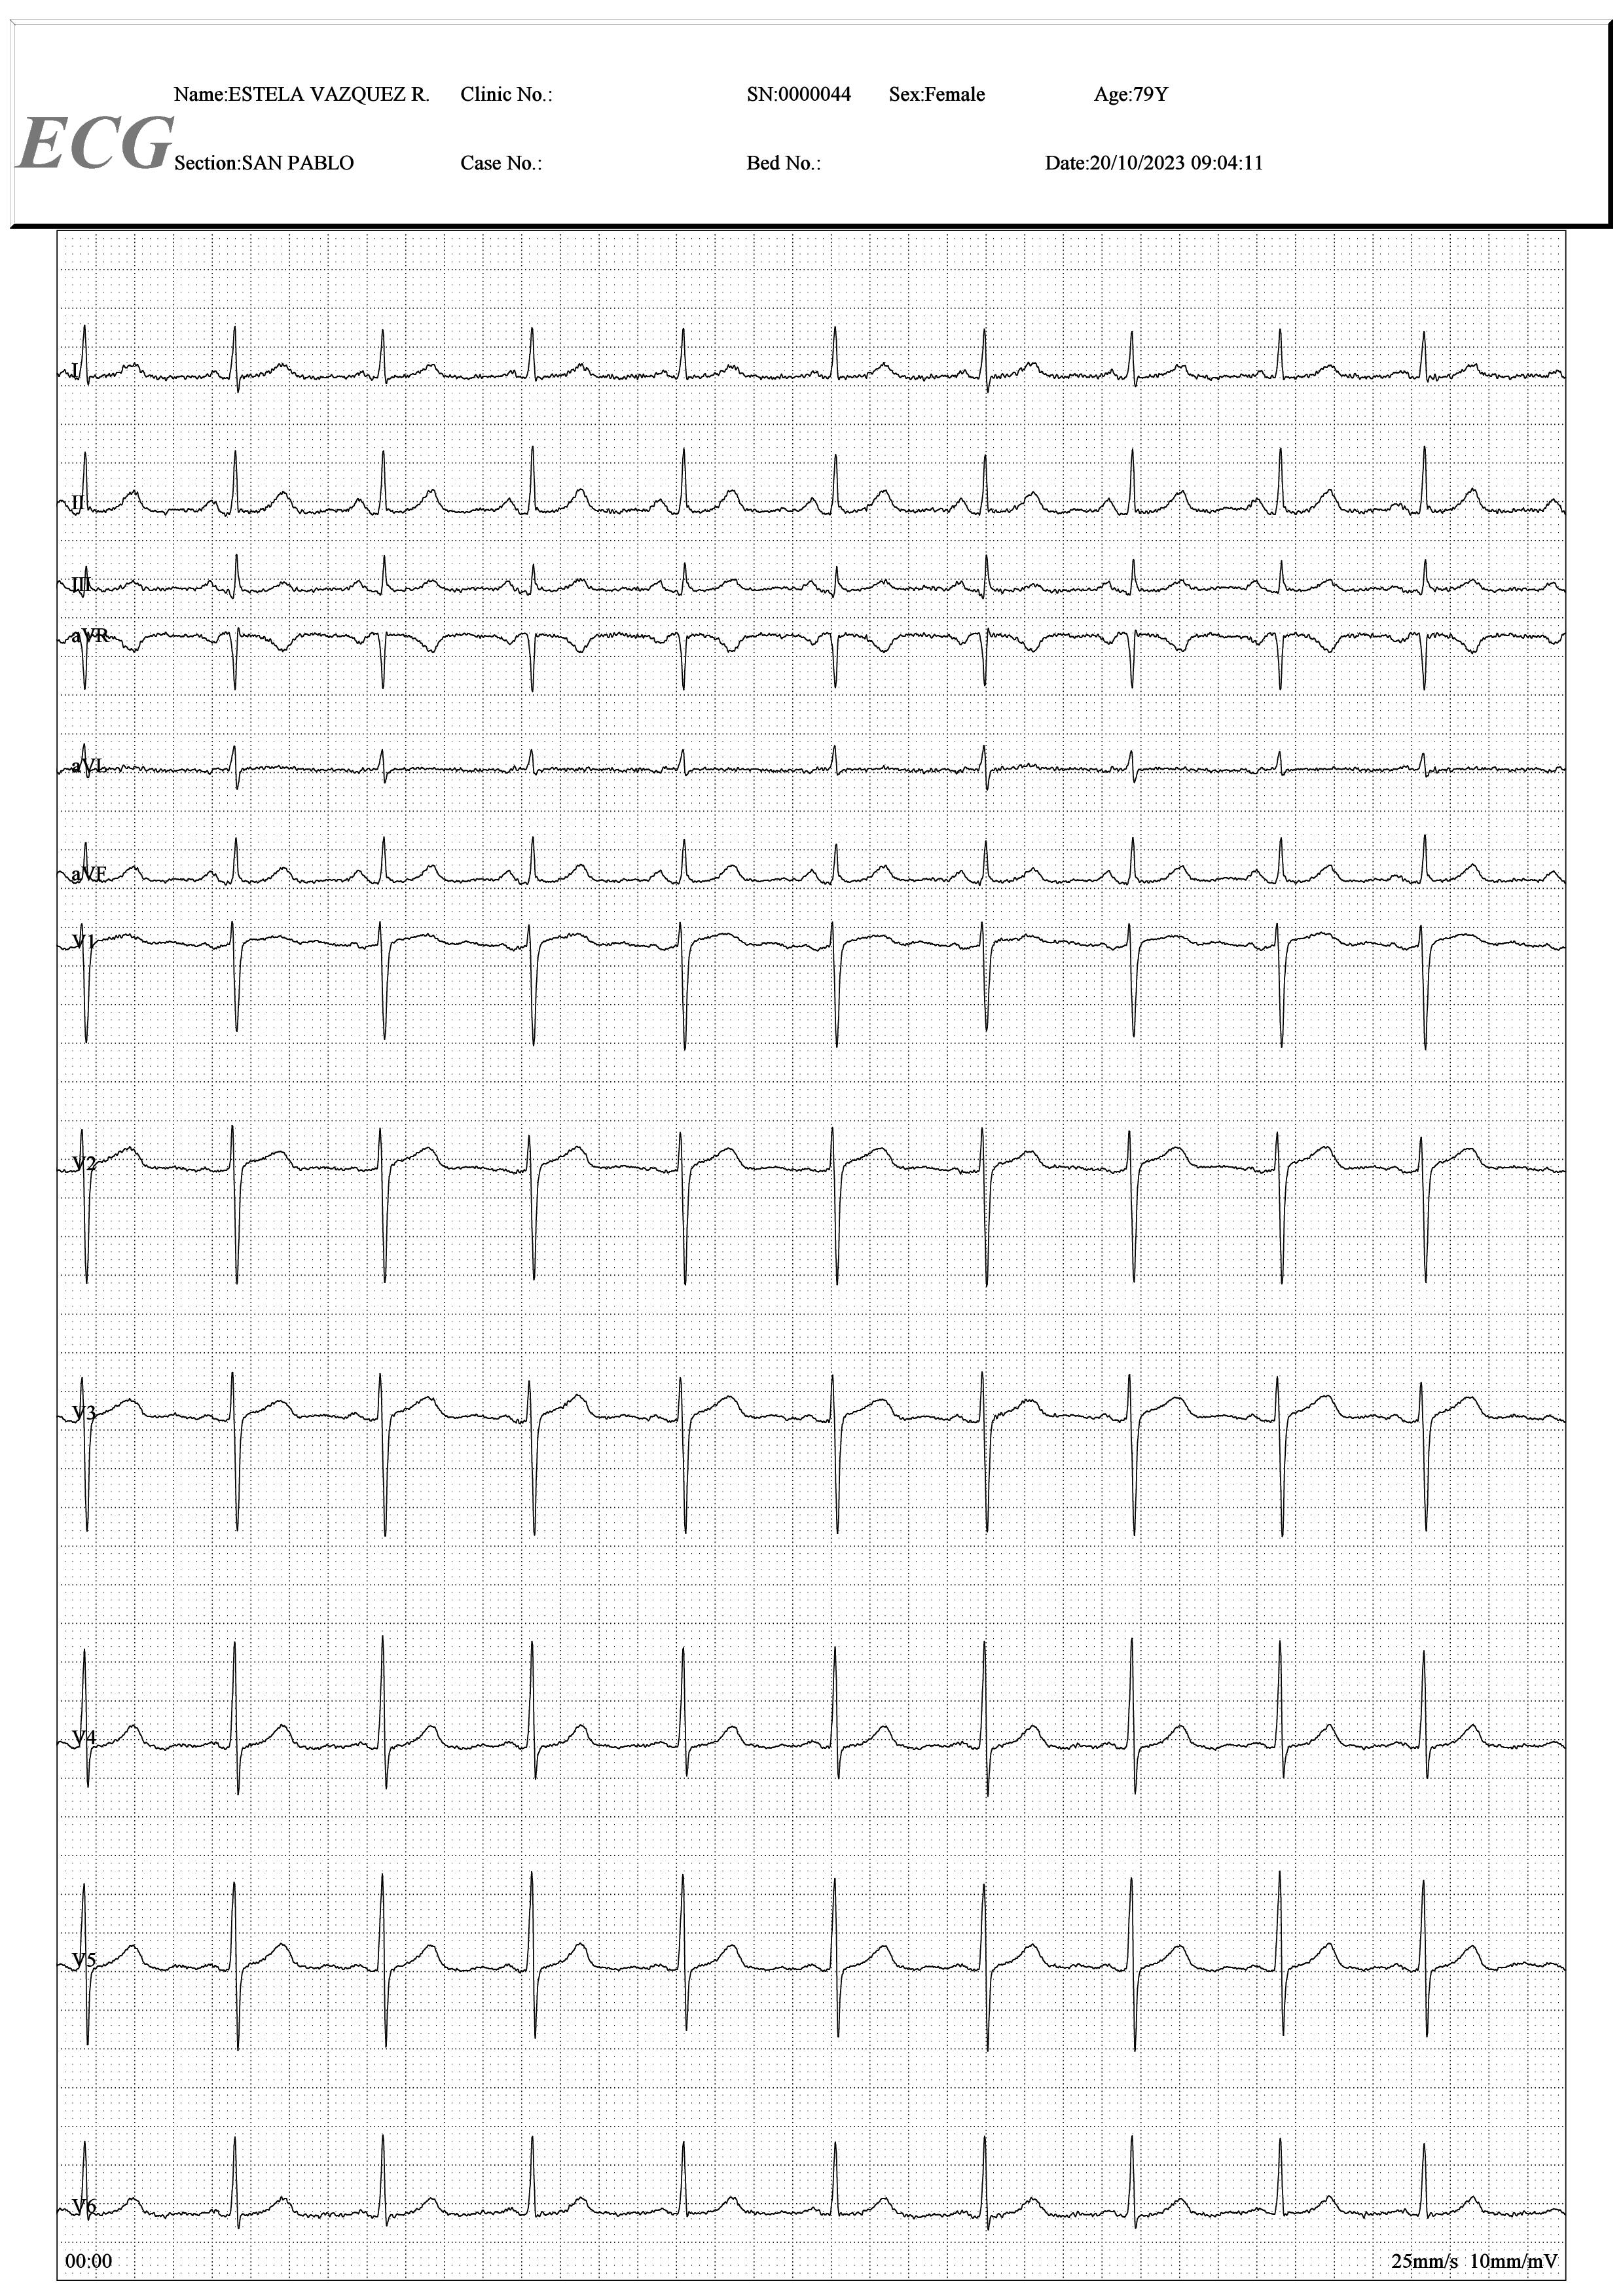 Name:ESTELA VAZQUEZ R. Clinic No.: SN:0000044 Sex:Female Age:79Y
ECG
Section:SAN PABLO Case No.: Bed No.: Date:20/10/2023 09:04:11
I
II
III
aVR
aVL
aVF
V1
V2
V3
V4
V5
V6
00:00 25mm/s 10mm/mV